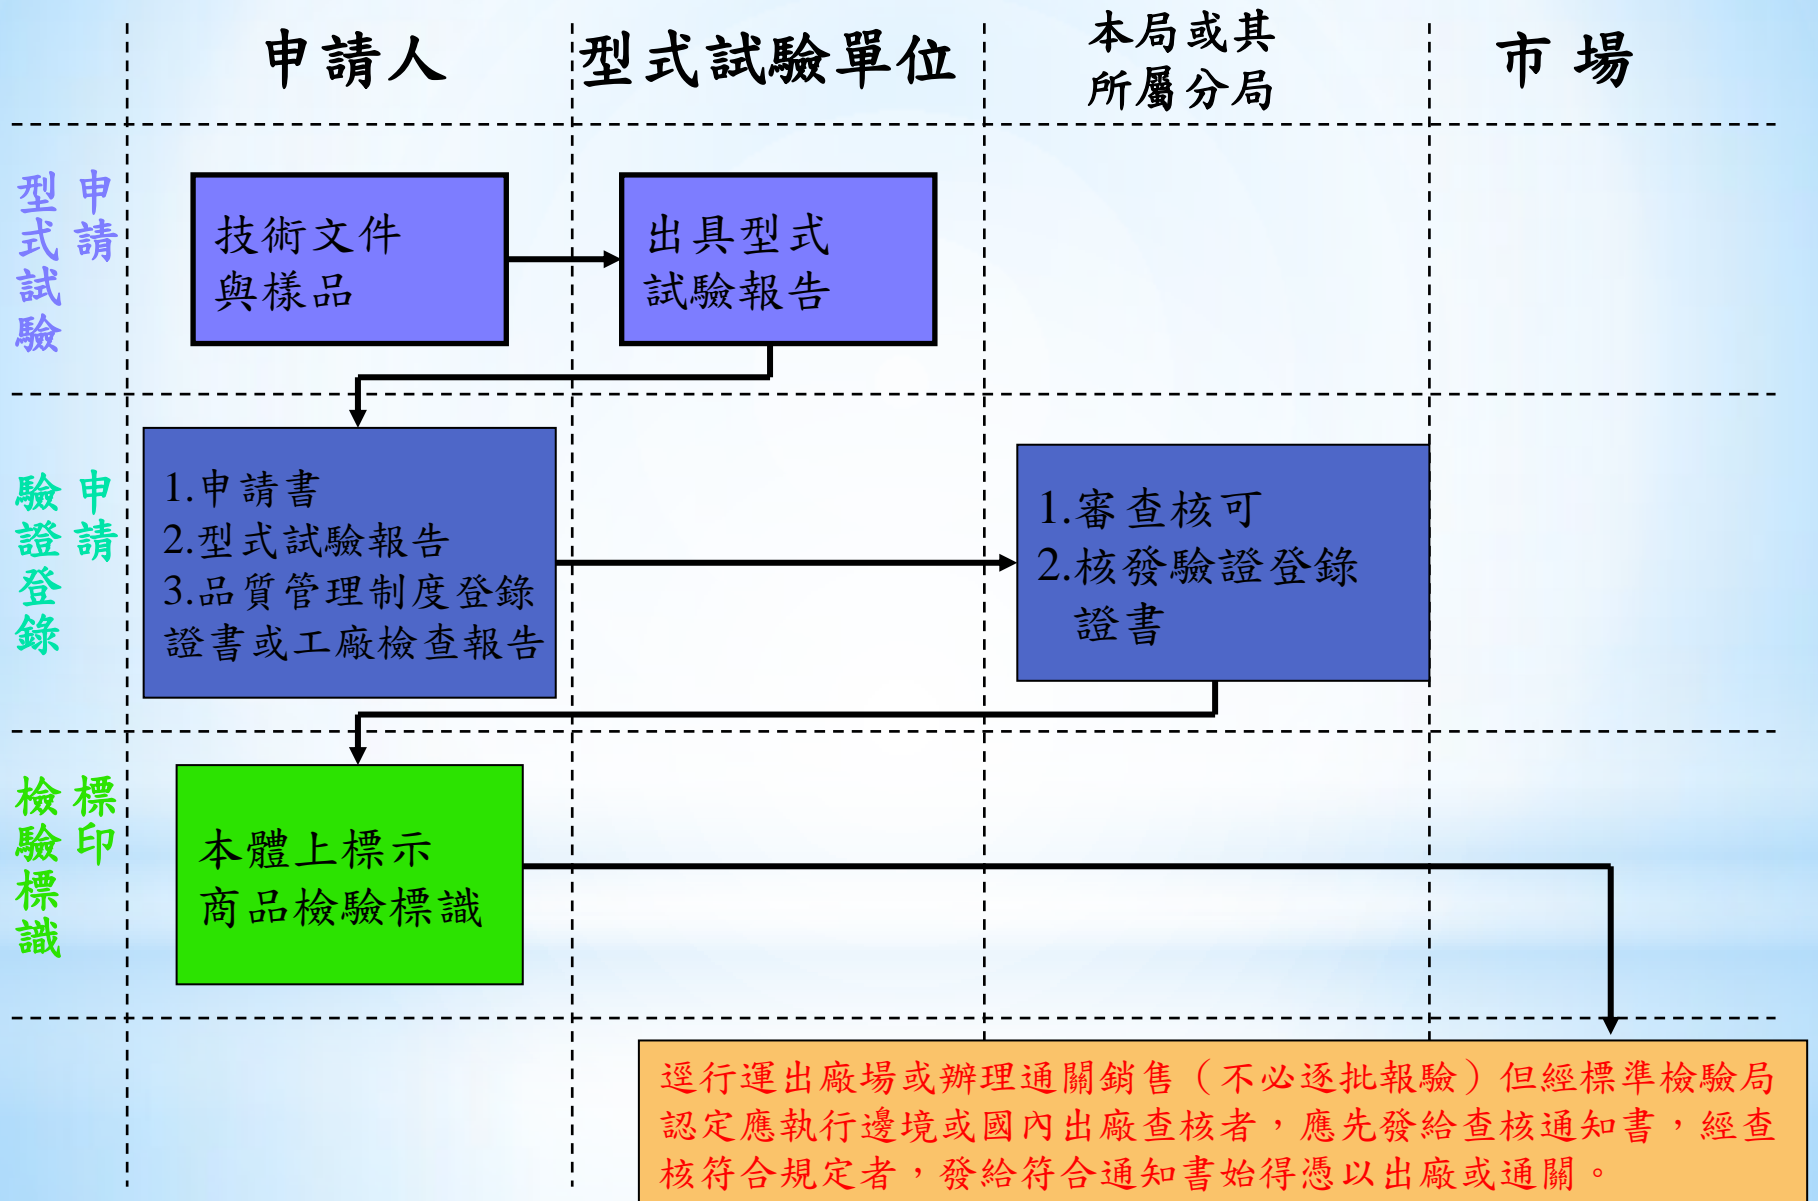 申請人
型式試驗單位
本局或其
所屬分局
市場
申請
型式試驗
技術文件
與樣品
出具型式
試驗報告
申請
驗證登錄
1.申請書
2.型式試驗報告
3.品質管理制度登錄
證書或工廠檢查報告
1.審查核可
2.核發驗證登錄
證書
標印
檢驗標識
本體上標示
商品檢驗標識
逕行運出廠場或辦理通關銷售（不必逐批報驗）但經標準檢驗局
認定應執行邊境或國內出廠查核者，應先發給查核通知書，經查
核符合規定者，發給符合通知書始得憑以出廠或通關。